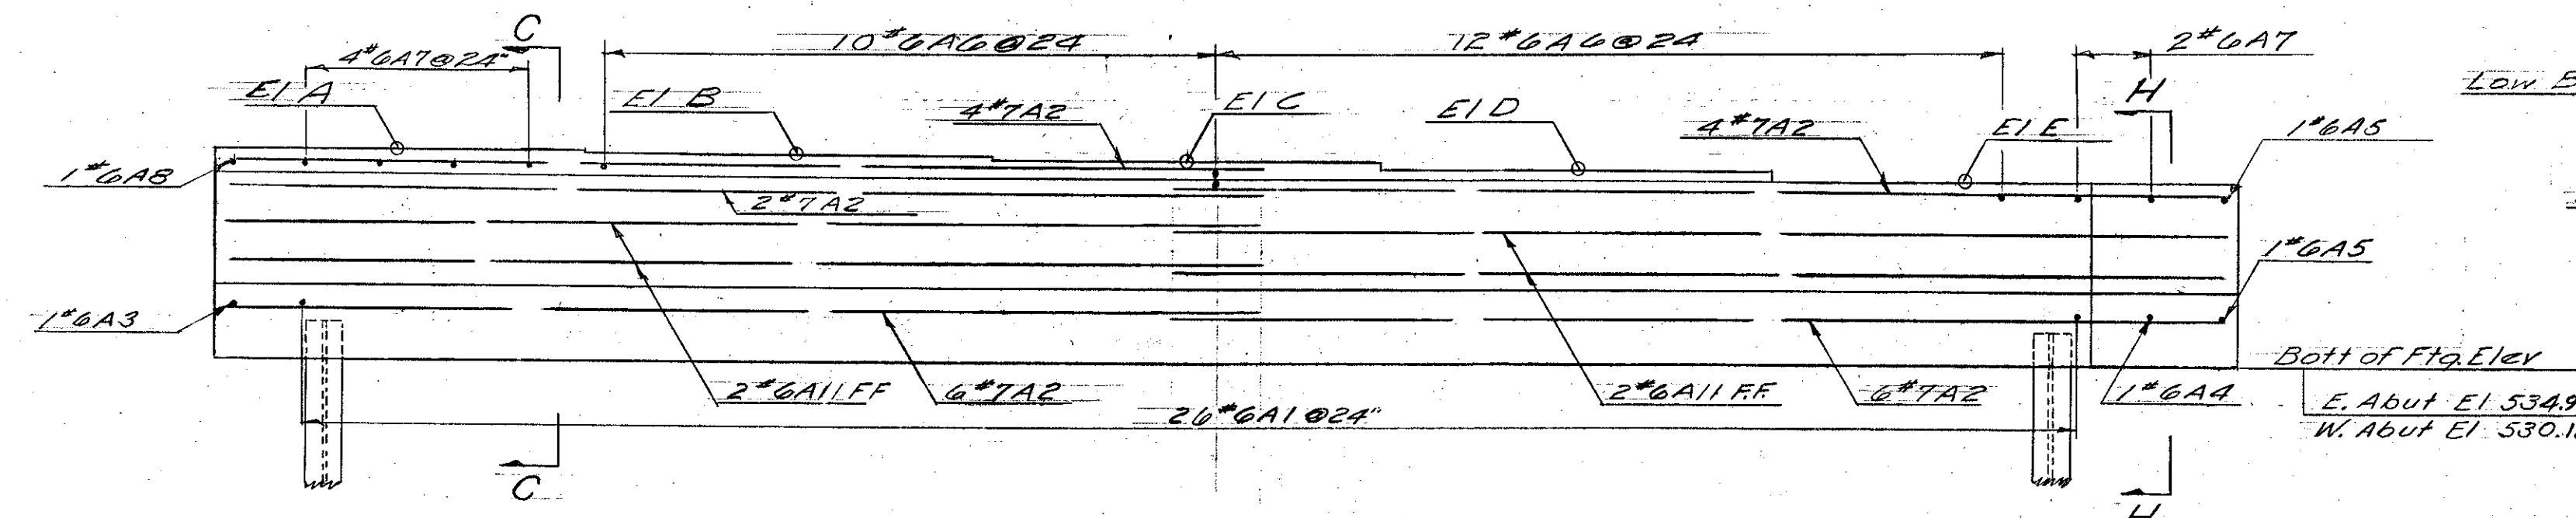 C
10#6A6@24
12#6A6@24
2#6A7
4#6A7@24"
H
Low B
El A
El B
4#7A2
El C
El D
4#7A2
El E
1#6A5
1#6A8
2#7A2
1#6A5
1#6A3
Bott of Ftg. Elev
2#6A11 FF
6#7A2
2#6A11 F.F.
6#7A2
1#6A4
26#6A1@24"
E. Abut El 534.9
W. Abut El 530.1
C
H